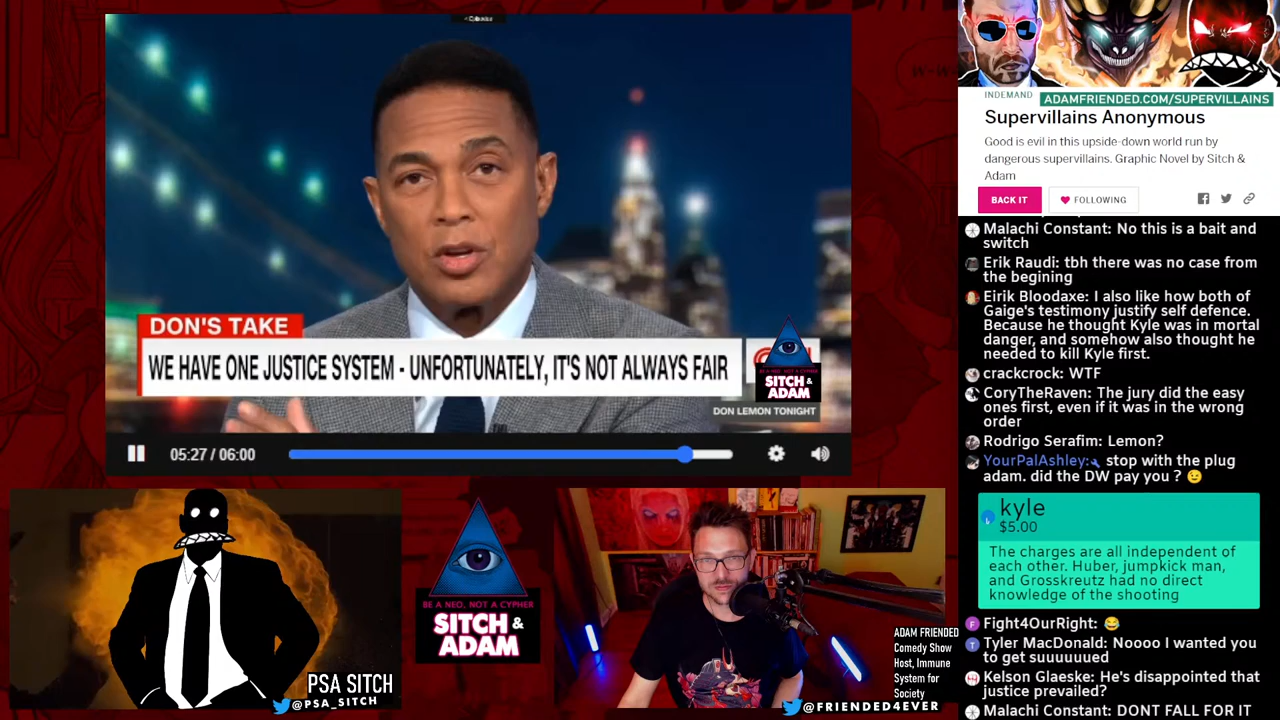 DON'S TAKE
WE HAVE ONE JUSTICE SYSTEM - UNFORTUNATELY, IT'S NOT ALWAYS FAIR
SITCH &
ADAM
DON LEMON TONIGHT
05:27 / 06:00
PSA SITCH
@PSA_SITCH
BE A NEO, NOT A CYPHER
SITCH &
ADAM
ADAM FRIENDED
Comedy Show
Host, Immune
System for
Society
@FRIENDED4EVER
INDEMAND
ADAMFRIENDED.COM/SUPERVILLAINS
Supervillains Anonymous
Good is evil in this upside-down world run by
dangerous supervillains. Graphic Novel by Sitch &
Adam
BACK IT
FOLLOWING
Malachi Constant: No this is a bait and
switch
Erik Raudi: tbh there was no case from
the begining
Eirik Bloodaxe: I also like how both of
Gaige's testimony justify self defence.
Because he thought Kyle was in mortal
danger, and somehow also thought he
needed to kill Kyle first.
crackcrock: WTF
CoryTheRaven: The jury did the easy
ones first, even if it was in the wrong
order
Rodrigo Serafim: Lemon?
YourPalAshley: stop with the plug
adam. did the DW pay you ? 😉
kyle
$5.00
The charges are all independent of
each other. Huber, jumpkick man,
and Grosskreutz had no direct
knowledge of the shooting
Fight4OurRight: 😂
Tyler MacDonald: Noooo I wanted you
to get suuuuuued
Kelson Glaeske: He's disappointed that
justice prevailed?
Malachi Constant: DONT FALL FOR IT